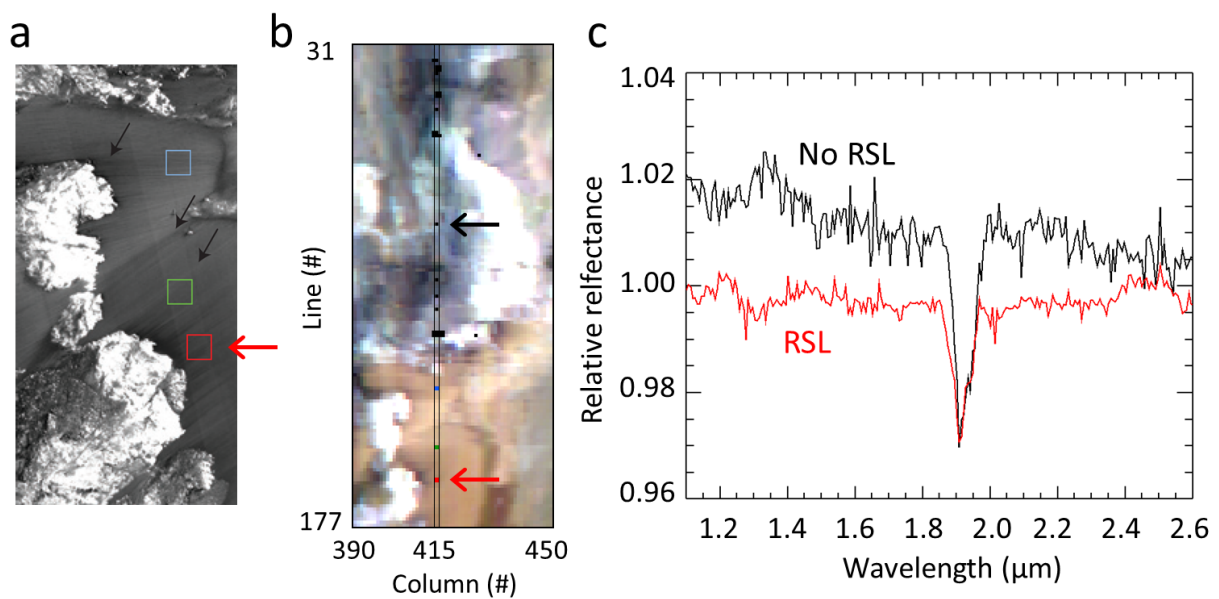 a
b
c
31
177
390
415
450
Line (#)
Column (#)
1.04
1.02
1.00
0.98
0.96
Relative relfectance
No RSL
RSL
1.2
1.4
1.6
1.8
2.0
2.2
2.4
2.6
Wavelength (μm)